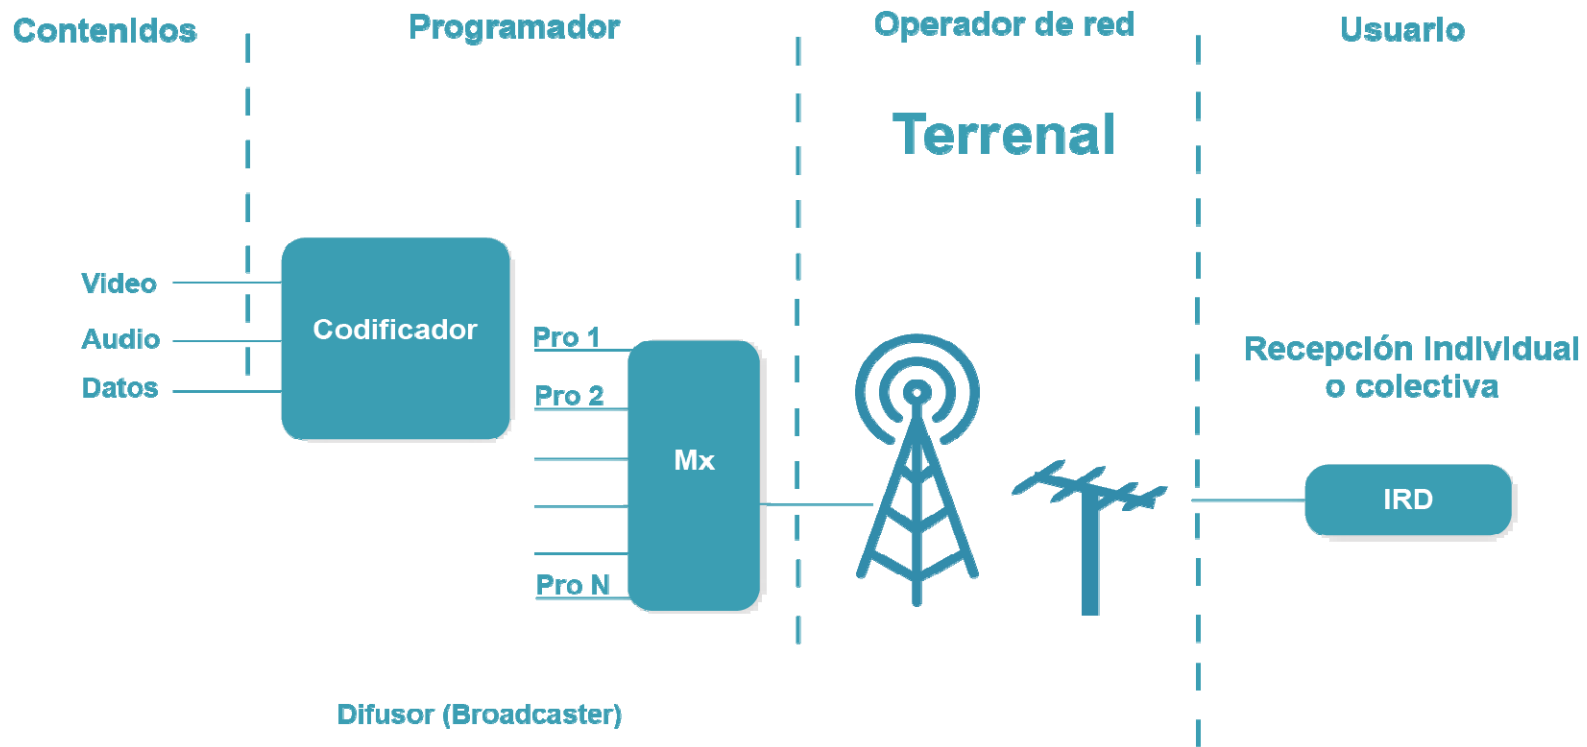 Contenidos
Programador
Operador de red
Usuario
Terrenal
Video
Audio
Datos
Codificador
Pro 1
Pro 2
Pro N
Mx
Recepción individual
o colectiva
IRD
Difusor (Broadcaster)